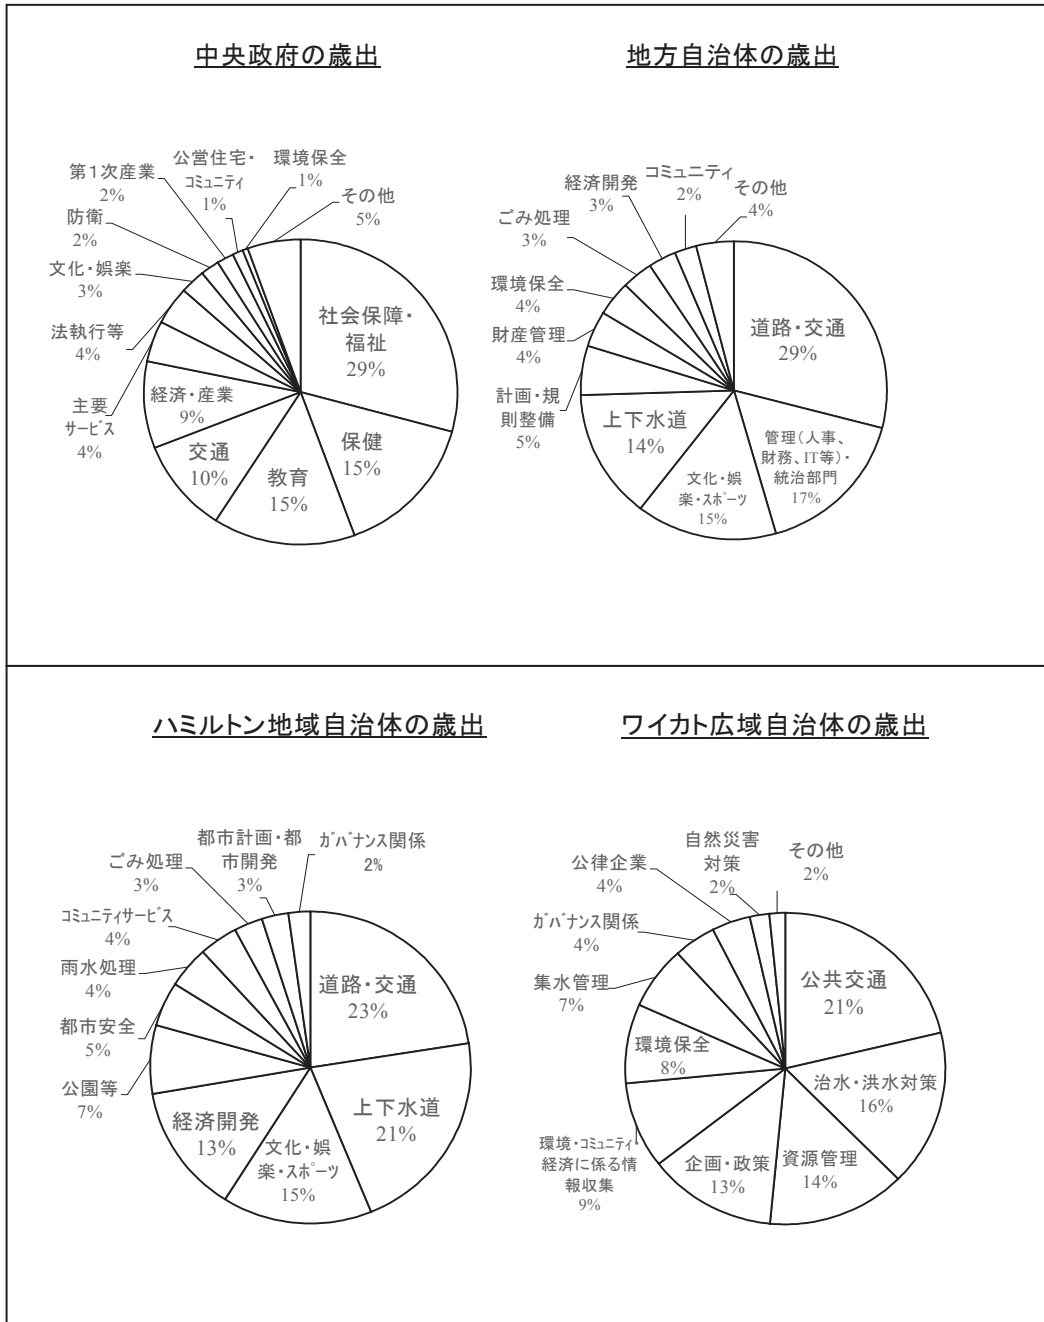 中央政府の歳出
第１次産業
2%
公営住宅・
ｺﾐｭﾆﾃｨ
1%
環境保全
1%
その他
5%
防衛
2%
文化・娯楽
3%
法執行等
4%
主要
ｻｰﾋﾞｽ
4%
経済・産業
9%
交通
10%
教育
15%
保健
15%
社会保障・
福祉
29%
地方自治体の歳出
経済開発
3%
コミュニティ
2%
その他
4%
ごみ処理
3%
環境保全
4%
財産管理
4%
計画・規
則整備
5%
上下水道
14%
文化・娯
楽・ｽﾎﾟｰﾂ
15%
管理（人事、
財務、IT等）・
統治部門
17%
道路・交通
29%
ハミルトン地域自治体の歳出
都市計画・都
市開発
3%
ｶﾞﾊﾞﾅﾝｽ関係
2%
ごみ処理
3%
ｺﾐｭﾆﾃｨｻｰﾋﾞｽ
4%
雨水処理
4%
都市安全
5%
公園等
7%
経済開発
13%
文化・娯
楽・ｽﾎﾟｰﾂ
15%
上下水道
21%
道路・交通
23%
ワイカト広域自治体の歳出
自然災害
対策
2%
その他
2%
公律企業
4%
ｶﾞﾊﾞﾅﾝｽ関係
4%
集水管理
7%
環境保全
8%
環境・ｺﾐｭﾆﾃｨ・
経済に係る情
報収集
9%
企画・政策
13%
資源管理
14%
治水・洪水対策
16%
公共交通
21%